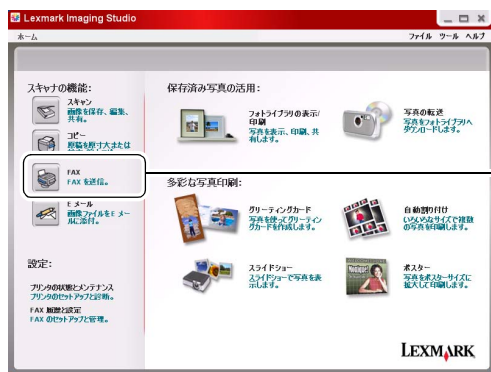 Lexmark Imaging Studio
ホーム
ファイル ツール ヘルプ
スキャナの機能:
スキャン
画像を保存、編集、
共有。
コピー
原稿を原寸大または
FAX
FAX を送信。
E メール
画像ファイルをE メー
ルに添付。
設定:
プリンタの状態とメンテナンス
プリンタのセットアップと診断。
FAX 履歴と設定
FAX のセットアップと管理。
保存済み写真の活用:
フォトライブラリの表示/
印刷
写真を表示、印刷、共
有します。
写真の転送
写真をフォトライブラリへ
ダウンロードします。
多彩な写真印刷:
グリーティングカード
写真を使ってグリーティン
グカードを作成します。
自動割り付け
いろいろなサイズで複数
の写真を印刷します。
スライドショー
スライドショーで写真を表
示します。
ポスター
写真をポスターサイズに
拡大して印刷します。
LEXMARK